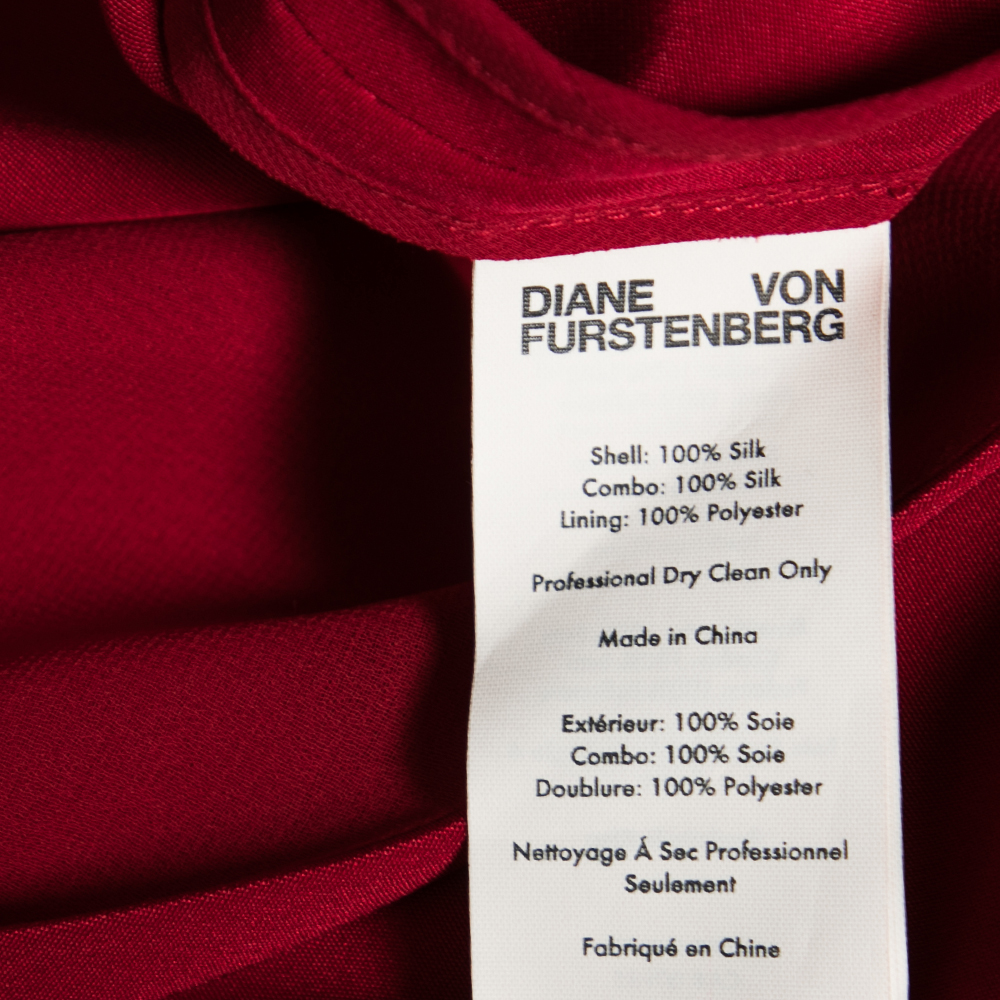 DIANE VON
FURSTENBERG
Shell: 100% Silk
Combo: 100% Silk
Lining: 100% Polyester
Professional Dry Clean Only
Made in China
Extérieur: 100% Soie
Combo: 100% Soie
Doublure: 100% Polyester
Nettoyage Á Sec Professionnel
Seulement
Fabriqué en Chine